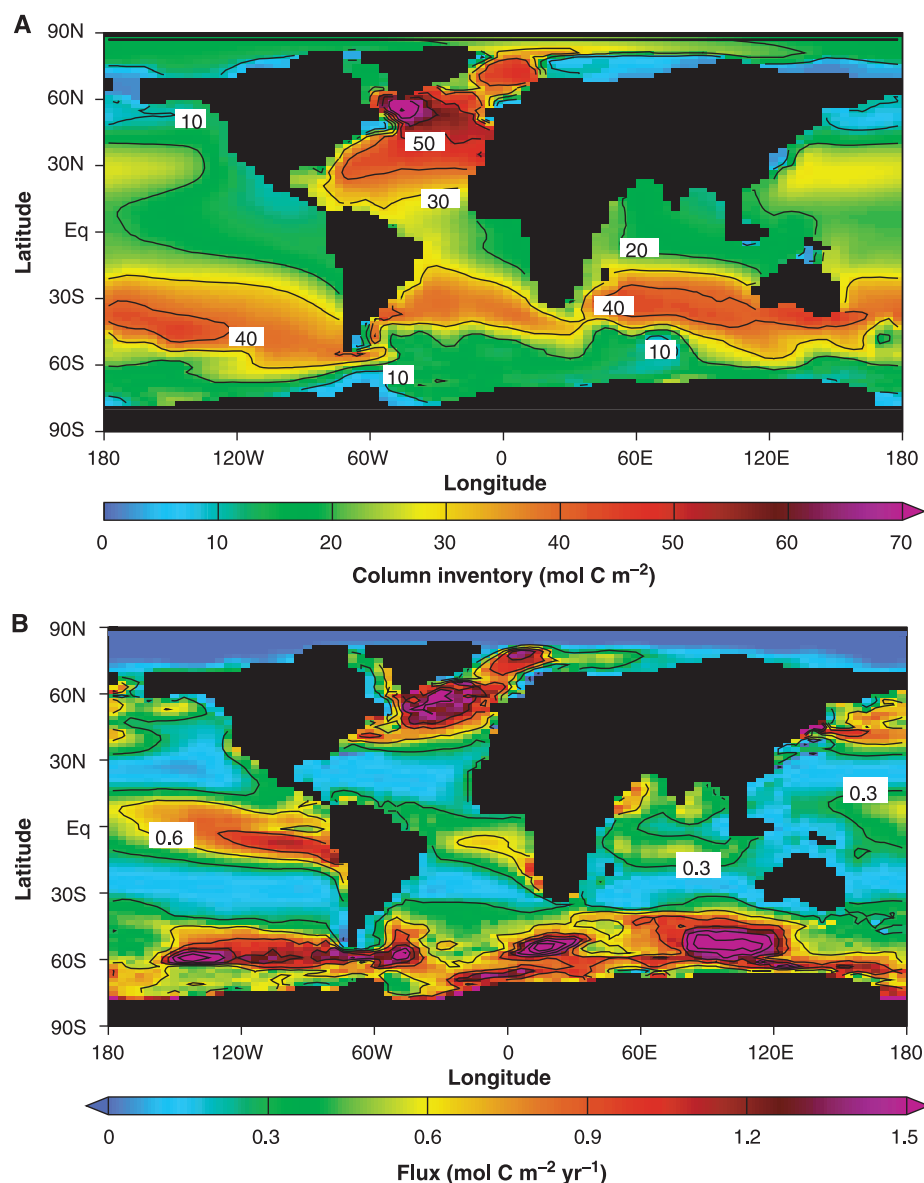 A
90N
60N
30N
Eq
30S
60S
90S
Latitude
10
50
30
20
40
40
10
10
180 120W 60W 0 60E 120E 180
Longitude
0 10 20 30 40 50 60 70
Column inventory (mol C m–2)
B
90N
60N
30N
Eq
30S
60S
90S
Latitude
0.3
0.6
0.3
180 120W 60W 0 60E 120E 180
Longitude
0 0.3 0.6 0.9 1.2 1.5
Flux (mol C m–2 yr–1)